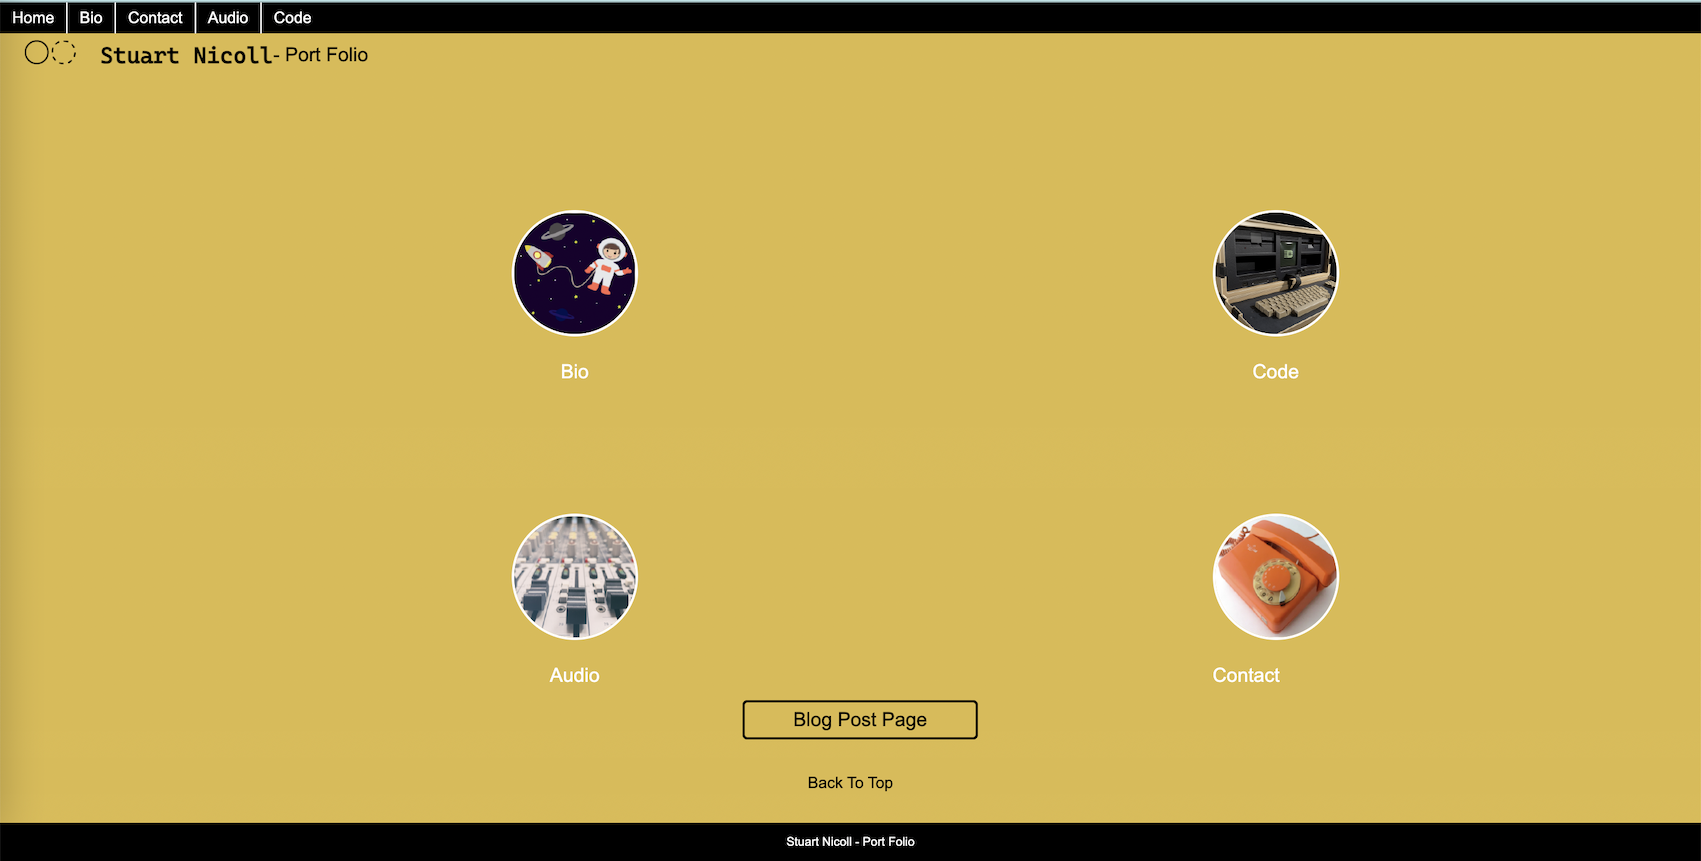 Home Bio Contact Audio Code
Stuart Nicoll- Port Folio
Bio
Code
Audio
Contact
Blog Post Page
Back To Top
Stuart Nicoll - Port Folio